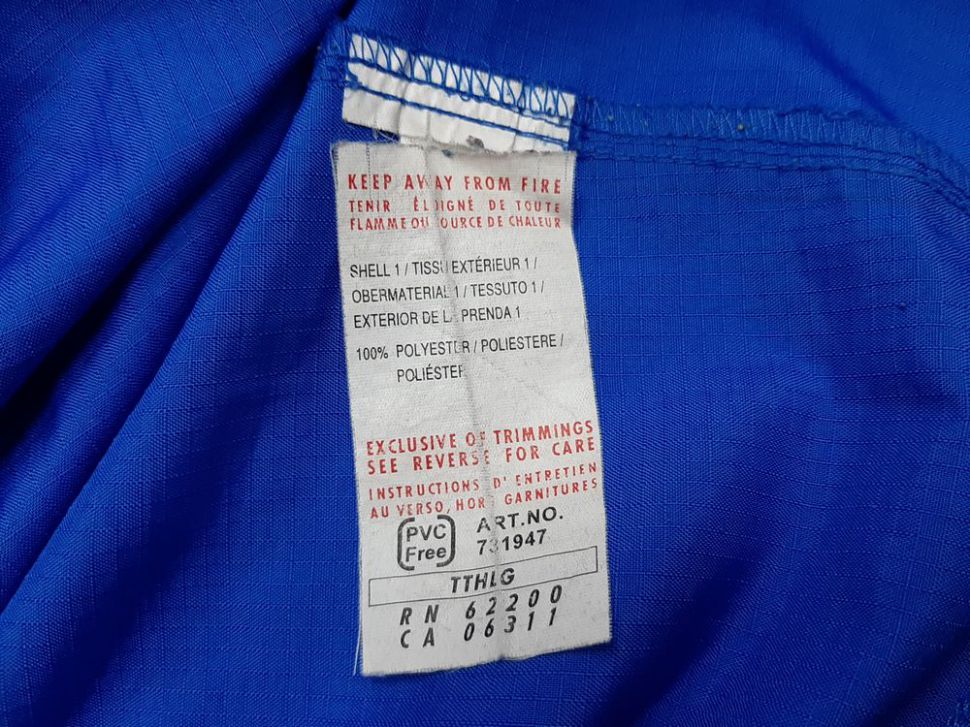 KEEP AWAY FROM FIRE
TENIR ÉLOIGNÉ DE TOUTE
FLAMME OU SOURCE DE CHALEUR
SHELL 1 / TISSU EXTÉRIEUR 1 /
OBERMATERIAL 1 / TESSUTO 1 /
EXTERIOR DE LA PRENDA 1
100% POLYESTER / POLIESTERE /
POLIÉSTER
EXCLUSIVE OF TRIMMINGS
SEE REVERSE FOR CARE
INSTRUCTIONS D'ENTRETIEN
AU VERSO, HORS GARNITURES
PVC
Free
ART.NO.
731947
TTHLG
RN 62200
CA 06311